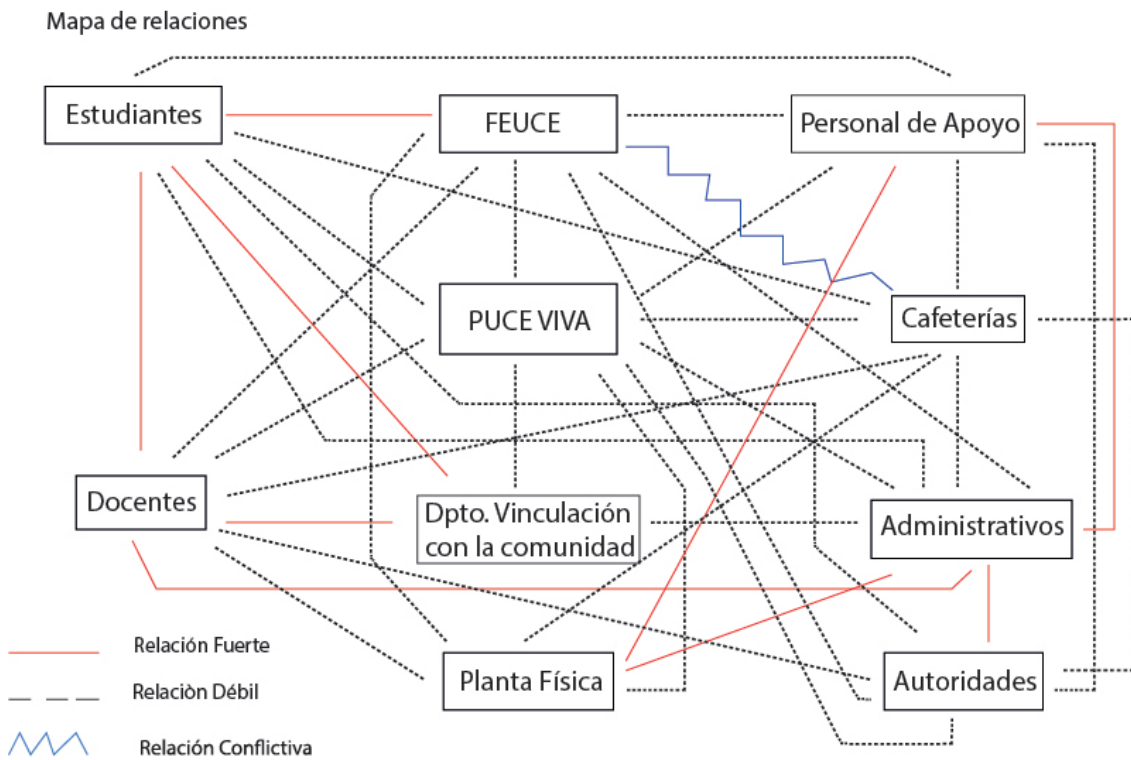 Mapa de relaciones
Estudiantes
FEUCE
Personal de Apoyo
PUCE VIVA
Cafeterías
Docentes
Dpto. Vinculación
con la comunidad
Administrativos
Planta Física
Autoridades
Relación Fuerte
Relaciòn Débil
Relación Conflictiva